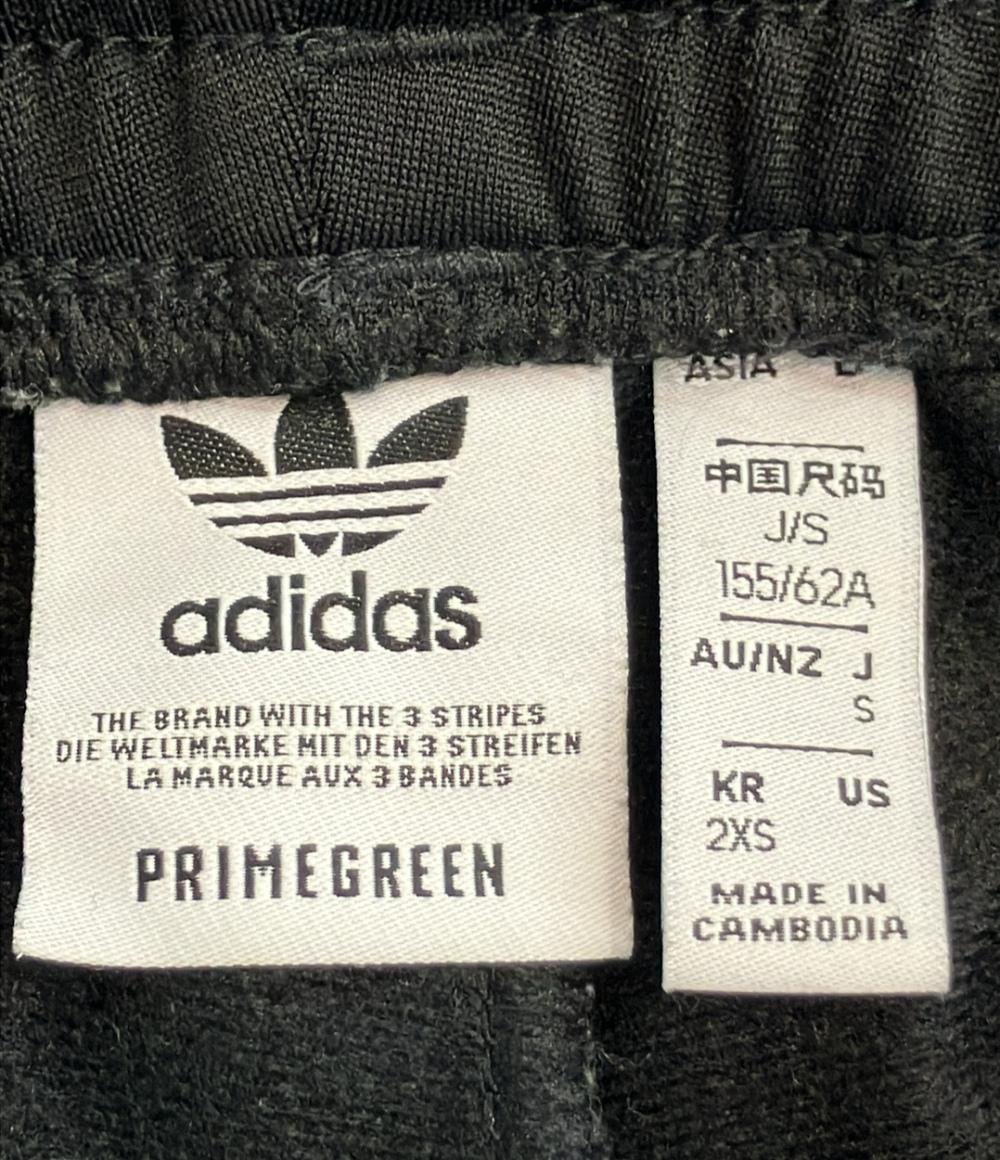 adidas
THE BRAND WITH THE 3 STRIPES
DIE WELTMARKE MIT DEN 3 STREIFEN
LA MARQUE AUX 3 BANDES
PRIMEGREEN
ASIA
中国尺码
J/S
155/62A
AU/NZ J
S
KR US
2XS
MADE IN
CAMBODIA